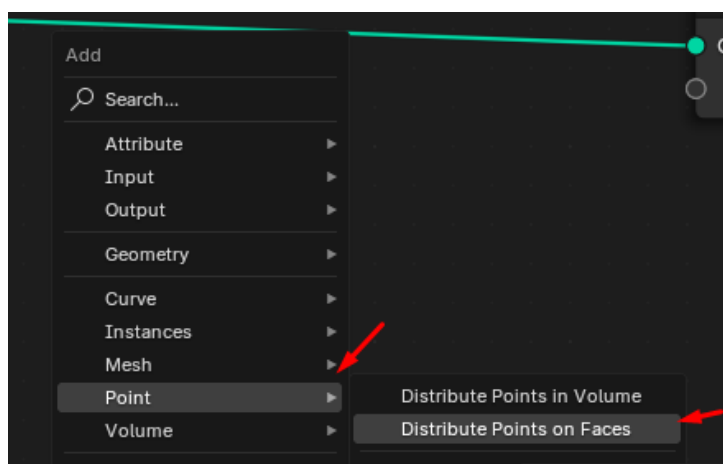 Add
Search...
Attribute
Input
Output
Geometry
Curve
Instances
Mesh
Point
Volume
Distribute Points in Volume
Distribute Points on Faces